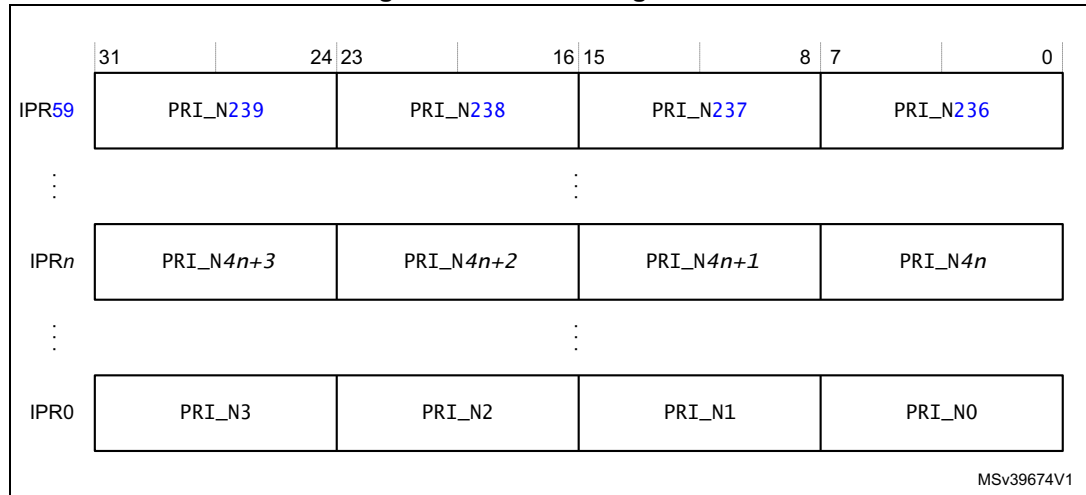 31 24 23 16 15 8 7 0
IPR59 PRI_N239 PRI_N238 PRI_N237 PRI_N236
IPRn PRI_N4n+3 PRI_N4n+2 PRI_N4n+1 PRI_N4n
IPR0 PRI_N3 PRI_N2 PRI_N1 PRI_N0
MSv39674V1